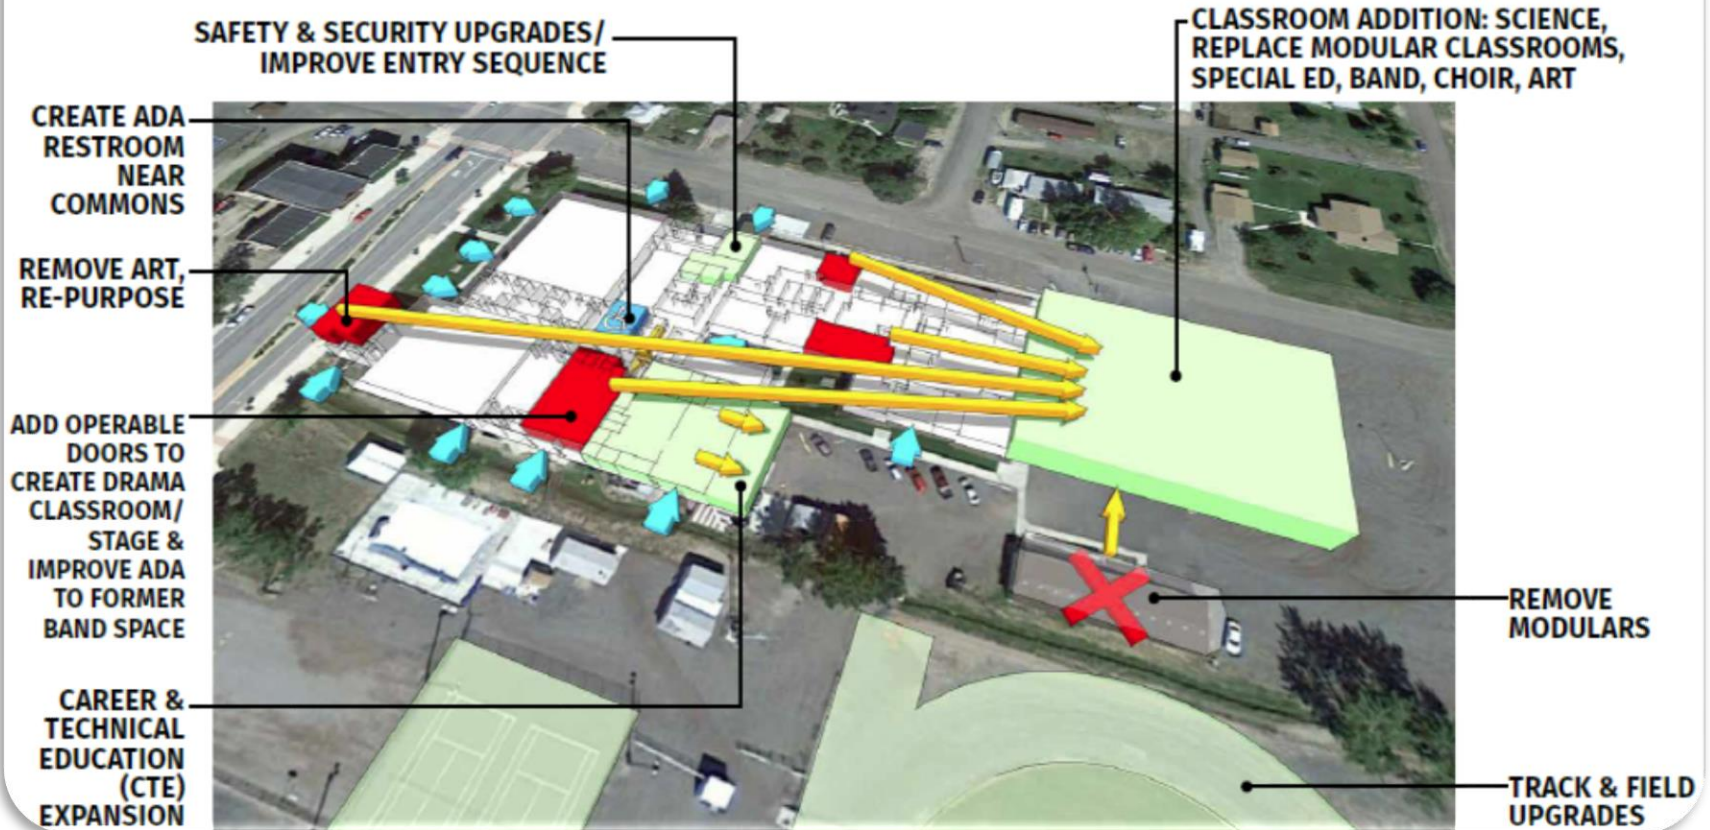 SAFETY & SECURITY UPGRADES/
IMPROVE ENTRY SEQUENCE
CLASSROOM ADDITION: SCIENCE,
REPLACE MODULAR CLASSROOMS,
SPECIAL ED, BAND, CHOIR, ART
CREATE ADA
RESTROOM
NEAR
COMMONS
REMOVE ART,
RE-PURPOSE
ADD OPERABLE
DOORS TO
CREATE DRAMA
CLASSROOM/
STAGE &
IMPROVE ADA
TO FORMER
BAND SPACE
CAREER &
TECHNICAL
EDUCATION
(CTE)
EXPANSION
REMOVE
MODULARS
TRACK & FIELD
UPGRADES